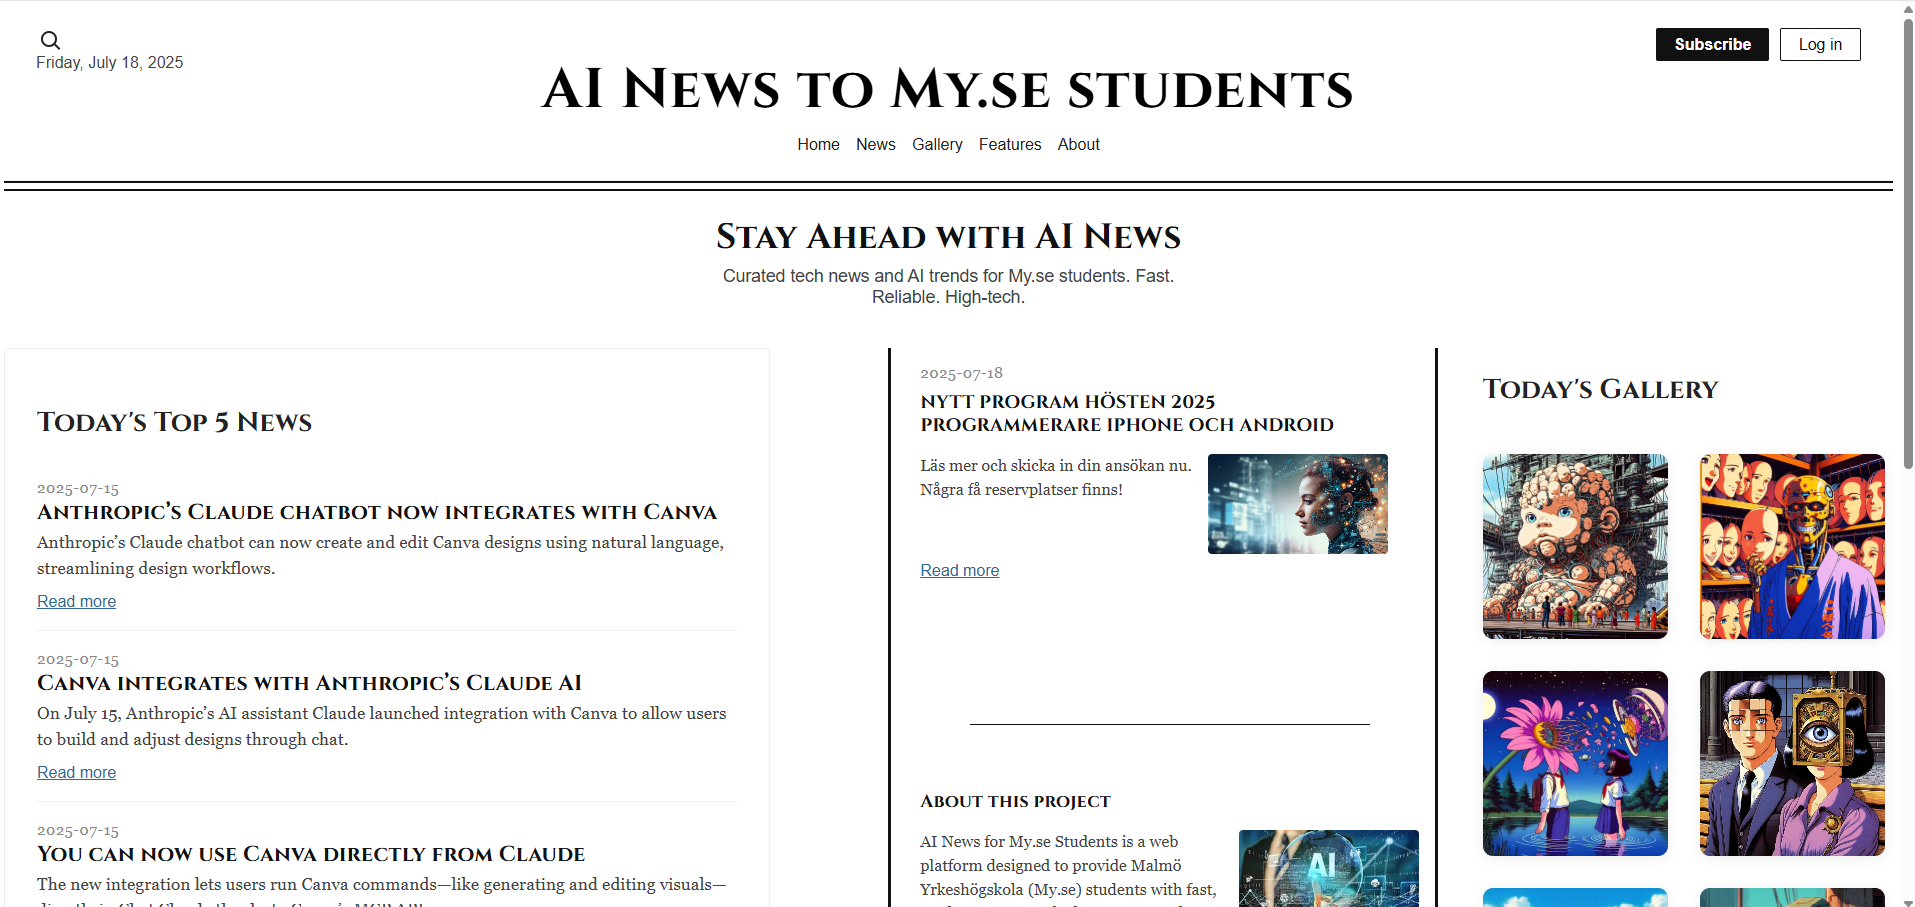 Friday, July 18, 2025
Subscribe
Log in
AI News to My.se students
Home News Gallery Features About
Stay Ahead with AI News
Curated tech news and AI trends for My.se students. Fast.
Reliable. High-tech.
Today's Top 5 News
2025-07-15
Anthropic’s Claude chatbot now integrates with Canva
Anthropic’s Claude chatbot can now create and edit Canva designs using natural language,
streamlining design workflows.
Read more
2025-07-15
Canva integrates with Anthropic’s Claude AI
On July 15, Anthropic’s AI assistant Claude launched integration with Canva to allow users
to build and adjust designs through chat.
Read more
2025-07-15
You can now use Canva directly from Claude
The new integration lets users run Canva commands—like generating and editing visuals—
2025-07-18
NYTT PROGRAM HÖSTEN 2025
PROGRAMMERARE IPHONE OCH ANDROID
Läs mer och skicka in din ansökan nu.
Några få reservplatser finns!
Read more
About this project
AI News for My.se Students is a web
platform designed to provide Malmö
Yrkeshögskola (My.se) students with fast,
AI
Today's Gallery